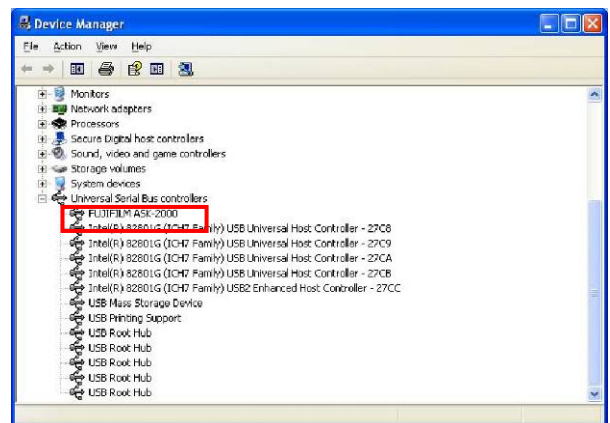 Device Manager
File Action View Help
Monitors
Network adapters
Processors
Secure Digital host controllers
Sound, video and game controllers
Storage volumes
System devices
Universal Serial Bus controllers
FUJIFILM ASK-2000
Intel(R) 82801G (ICH7 Family) USB Universal Host Controller - 27C8
Intel(R) 82801G (ICH7 Family) USB Universal Host Controller - 27C9
Intel(R) 82801G (ICH7 Family) USB Universal Host Controller - 27CA
Intel(R) 82801G (ICH7 Family) USB Universal Host Controller - 27CB
Intel(R) 82801G (ICH7 Family) USB2 Enhanced Host Controller - 27CC
USB Mass Storage Device
USB Printing Support
USB Root Hub
USB Root Hub
USB Root Hub
USB Root Hub
USB Root Hub